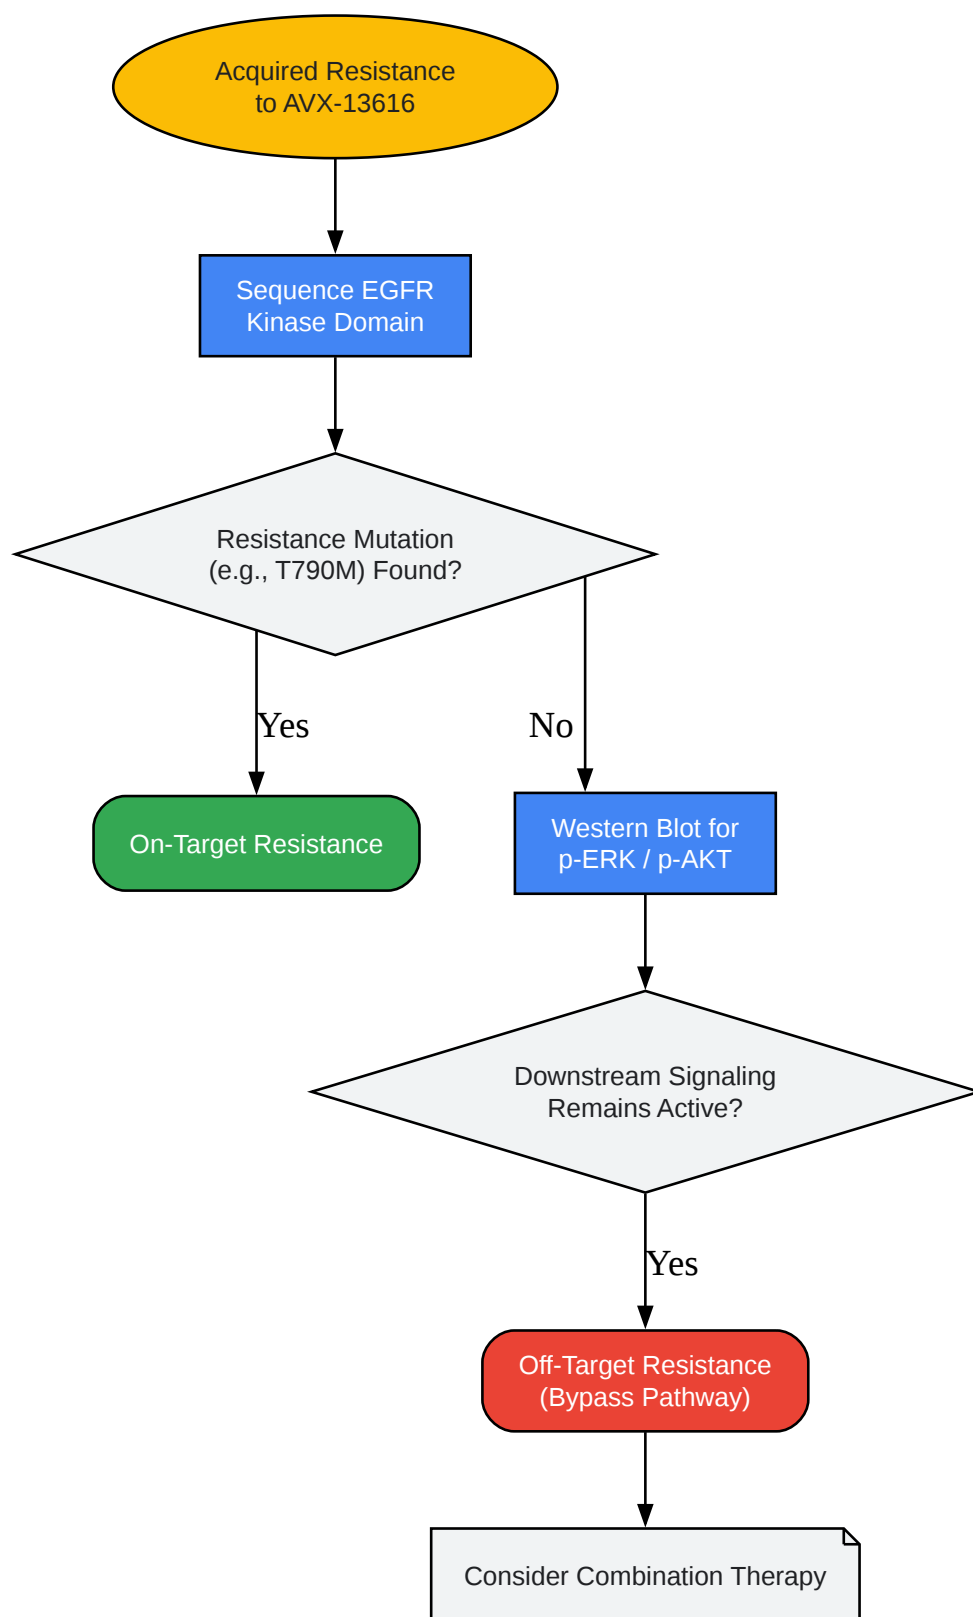 Acquired Resistance
to AVX-13616
Sequence EGFR
Kinase Domain
Resistance Mutation
(e.g., T790M) Found?
Yes
No
On-Target Resistance
Western Blot for
p-ERK / p-AKT
Downstream Signaling
Remains Active?
Yes
Off-Target Resistance
(Bypass Pathway)
Consider Combination Therapy